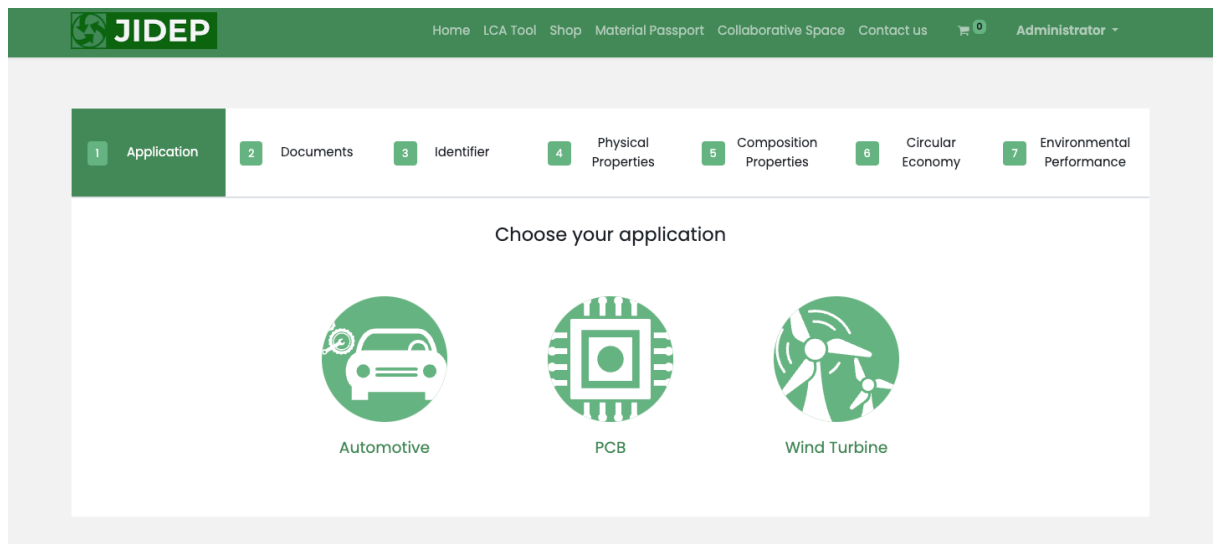 JIDEP
Home LCA Tool Shop Material Passport Collaborative Space Contact us 0 Administrator
1 Application
2 Documents
3 Identifier
4 Physical Properties
5 Composition Properties
6 Circular Economy
7 Environmental Performance
Choose your application
Automotive
PCB
Wind Turbine